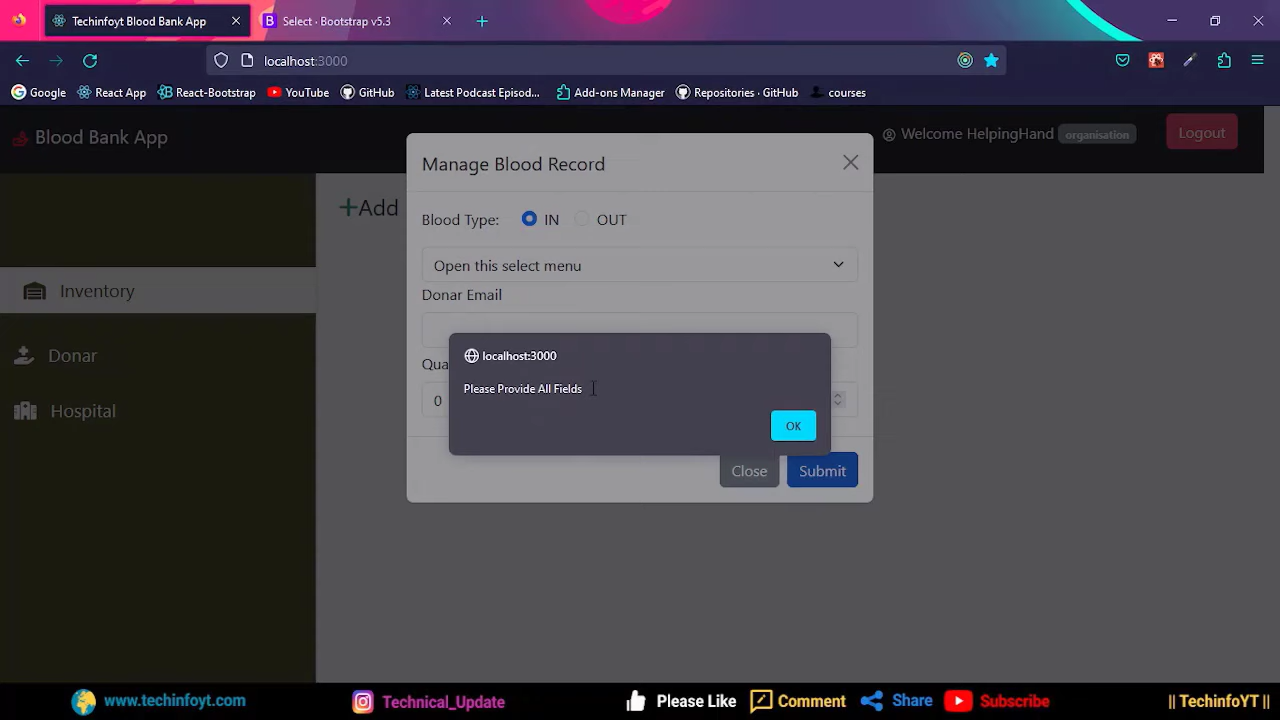 Techinfoyt Blood Bank App
Select · Bootstrap v5.3
localhost:3000
Google
React App
React-Bootstrap
YouTube
GitHub
Latest Podcast Episod...
Add-ons Manager
Repositories · GitHub
courses
Blood Bank App
Welcome HelpingHand organisation
Logout
Manage Blood Record
+Add
Blood Type: IN OUT
Open this select menu
Inventory
Donar Email
localhost:3000
Donar
Qua
Please Provide All Fields
0
Hospital
OK
Close
Submit
www.techinfoyt.com
Technical_Update
Please Like
Comment
Share
Subscribe
|| TechinfoYT ||